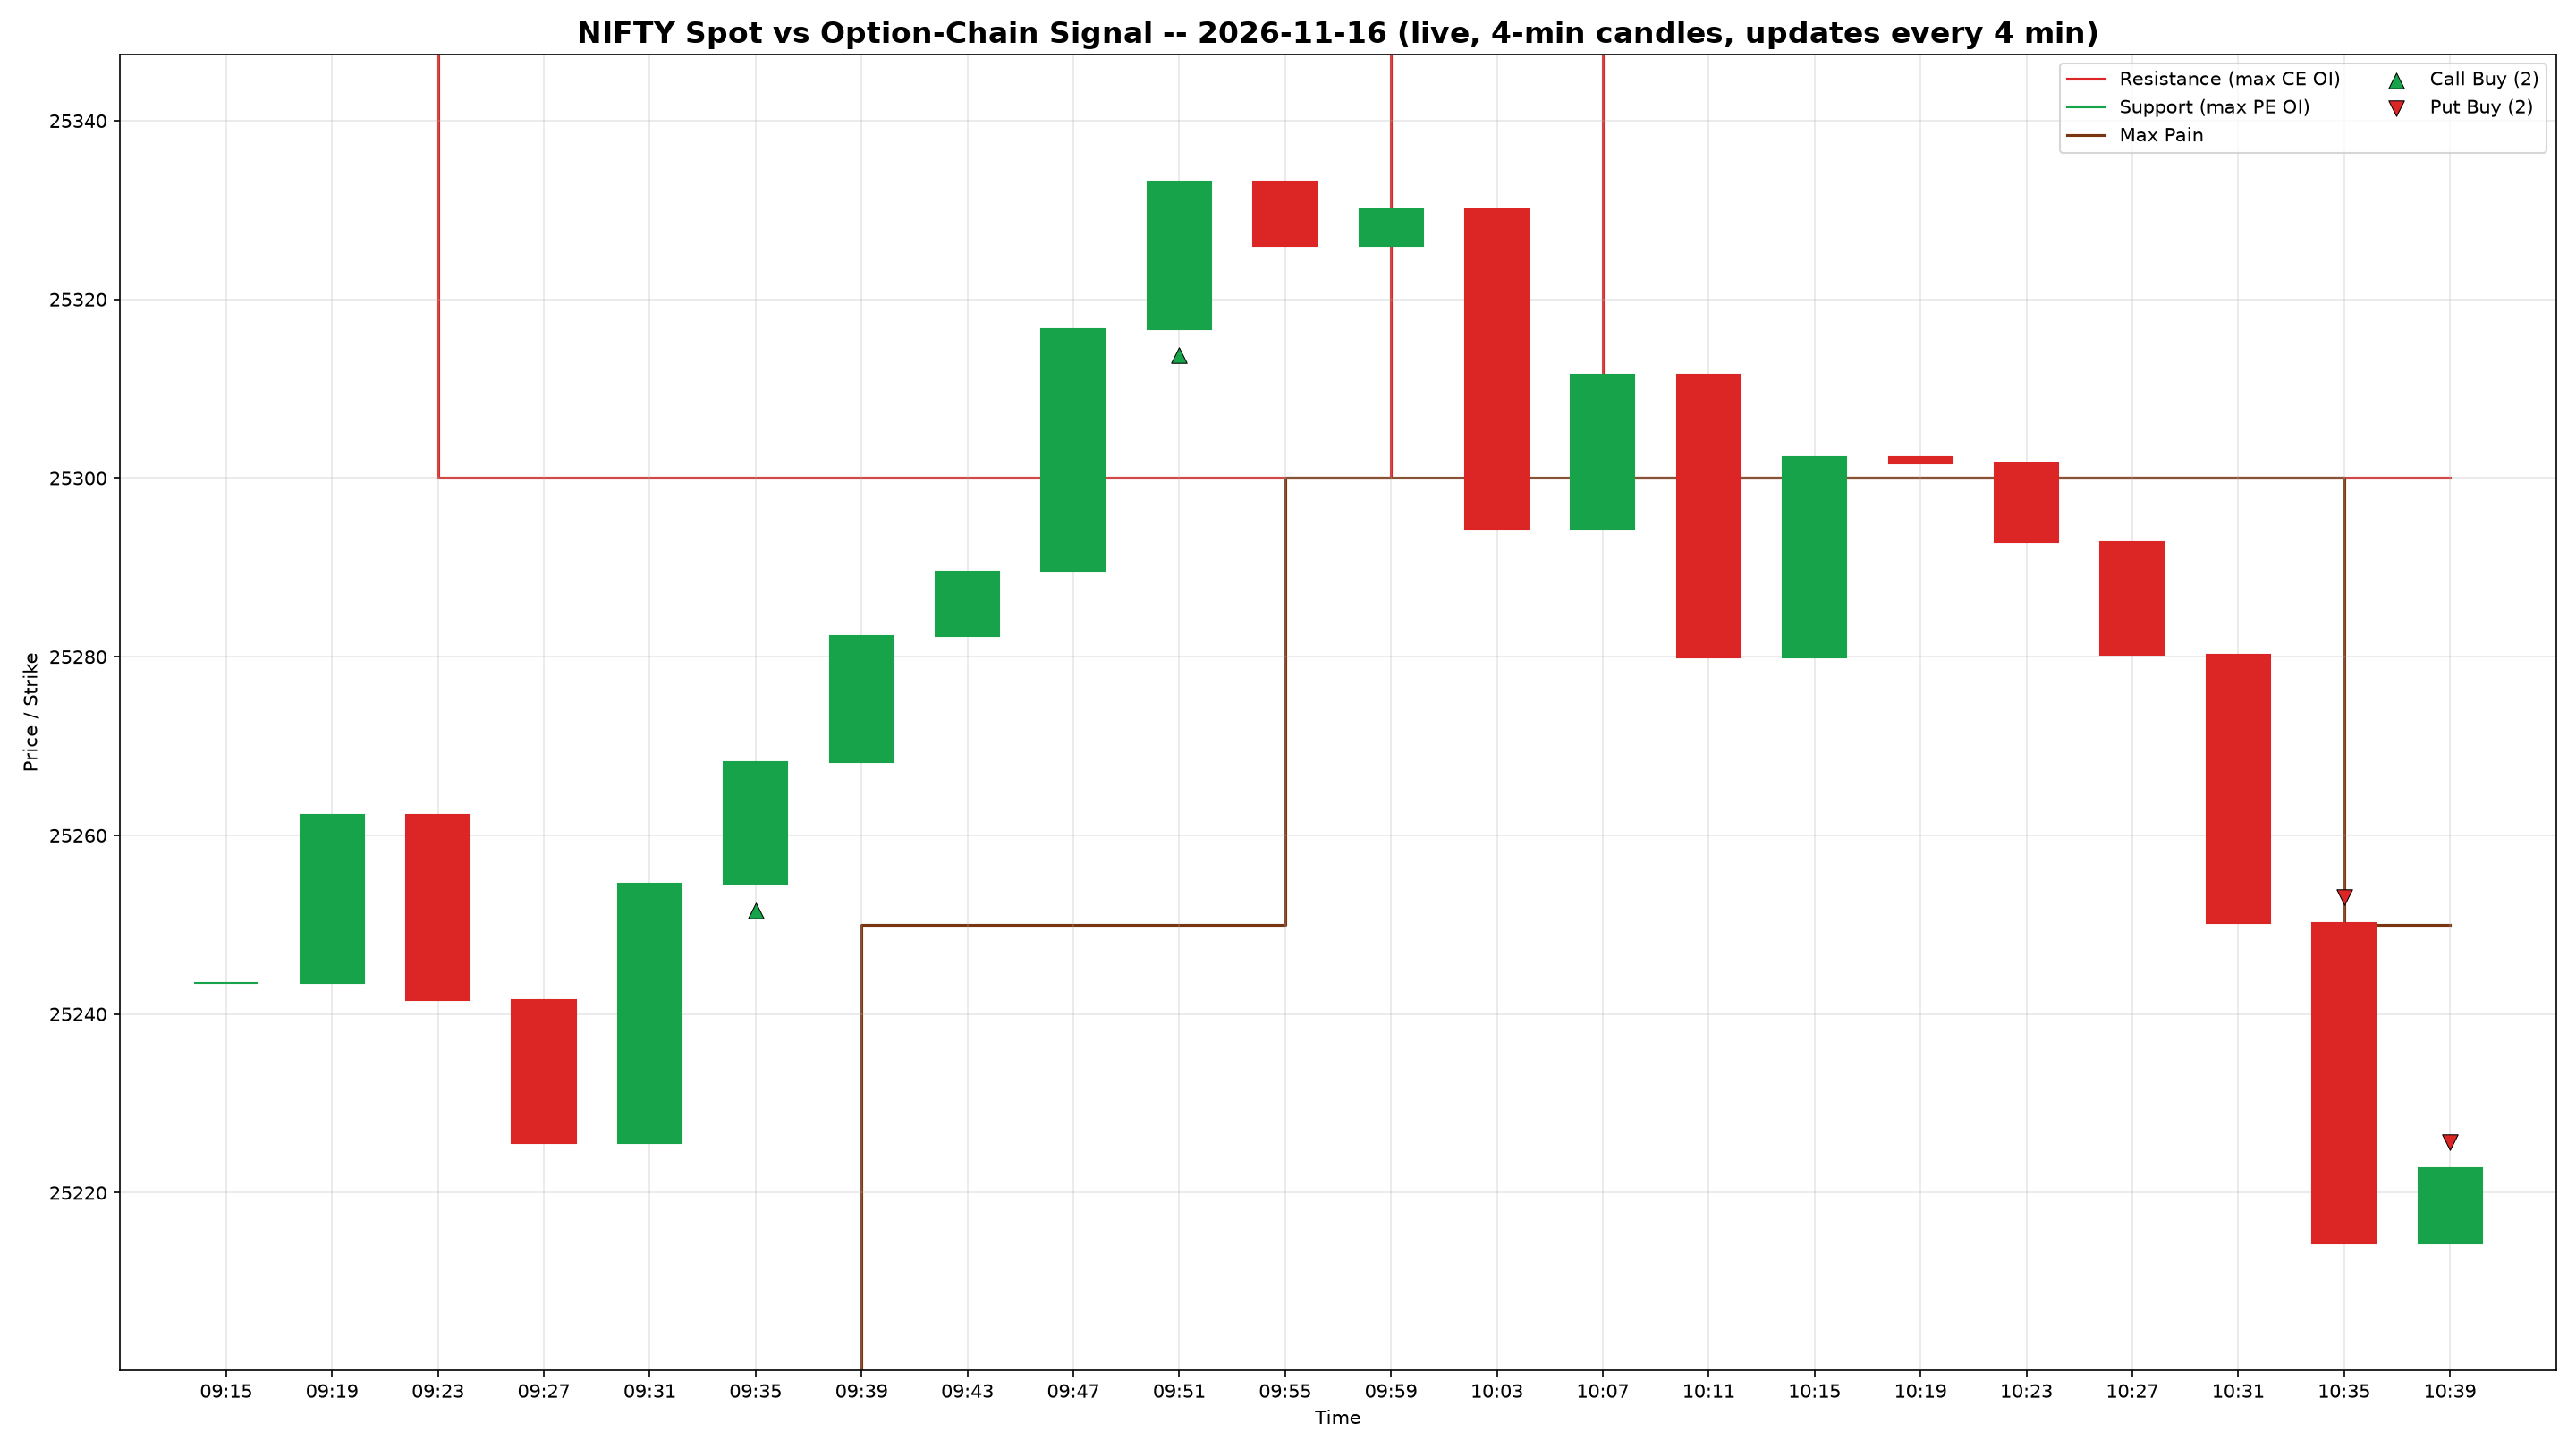 NIFTY Spot vs Option-Chain Signal -- 2026-11-16 (live, 4-min candles, updates every 4 min)
Resistance (max CE OI)
Support (max PE OI)
Max Pain
Call Buy (2)
Put Buy (2)
Price / Strike
25340
25320
25300
25280
25260
25240
25220
09:15 09:19 09:23 09:27 09:31 09:35 09:39 09:43 09:47 09:51 09:55 09:59 10:03 10:07 10:11 10:15 10:19 10:23 10:27 10:31 10:35 10:39
Time